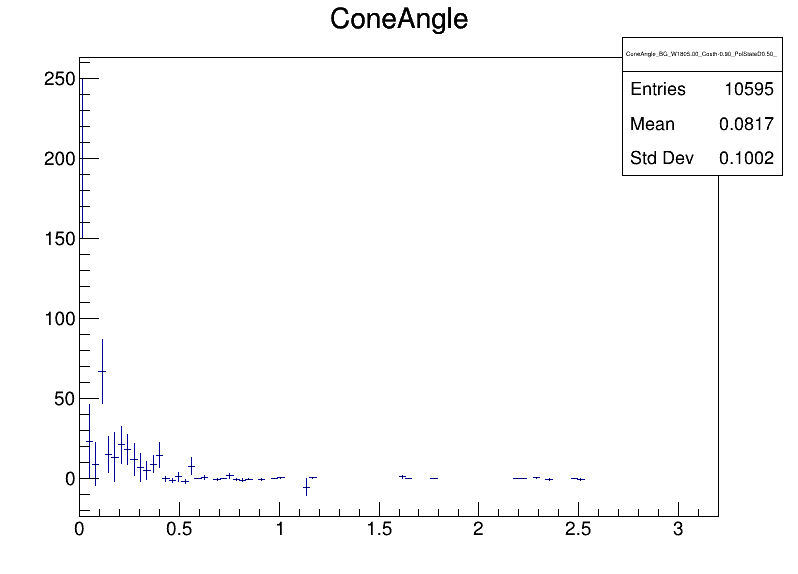 ConeAngle
ConeAngle_BG_W1805.00_Costh-0.90_PolStateD0.50_
Entries 10595
Mean 0.0817
Std Dev 0.1002
250
200
150
100
50
0
0 0.5 1 1.5 2 2.5 3